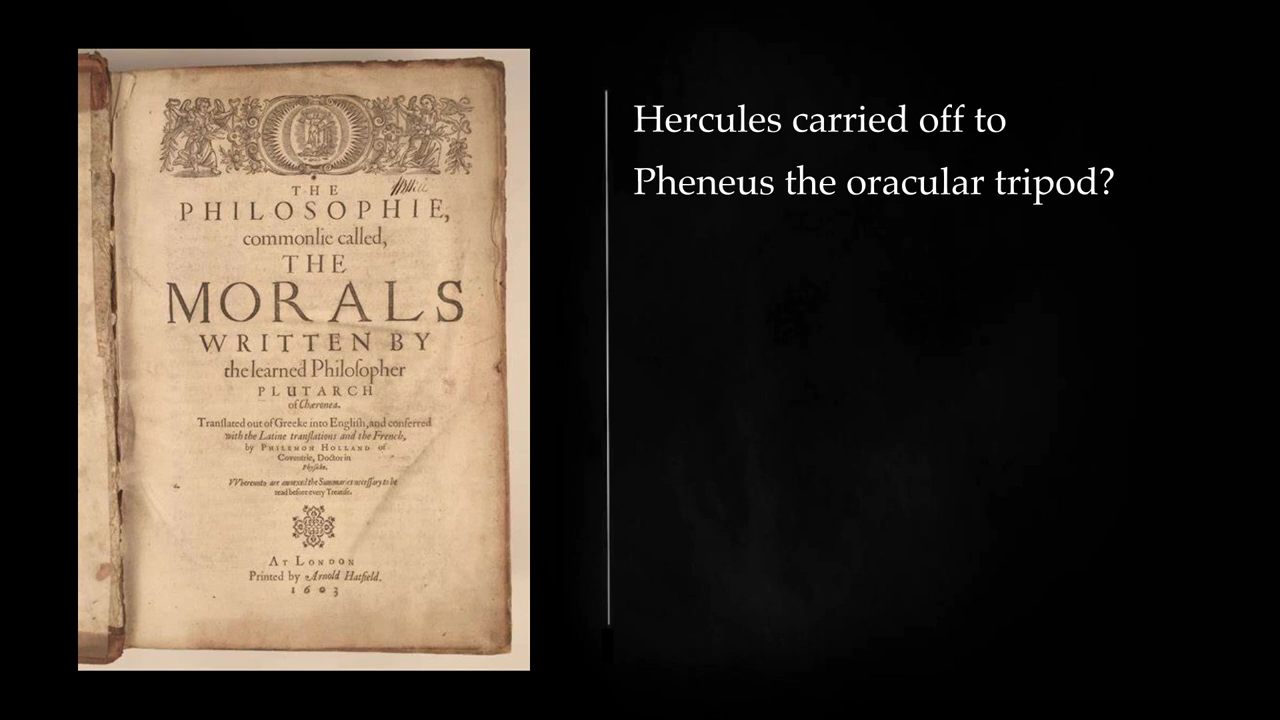 THE
PHILOSOPHIE,
commonlie called,
THE
MORALS
WRITTEN BY
the learned Philosopher
PLUTARCH
of Chæronea.
Translated out of Greeke into English, and conferred
with the Latine translations and the French,
by PHILEMON HOLLAND of
Coventrie, Doctor in
Physicke.
VVhereunto are annexed the Summaries necessary to be
read before every Treatise.
AT LONDON
Printed by Arnold Hatfield.
1603
Hercules carried off to
Pheneus the oracular tripod?